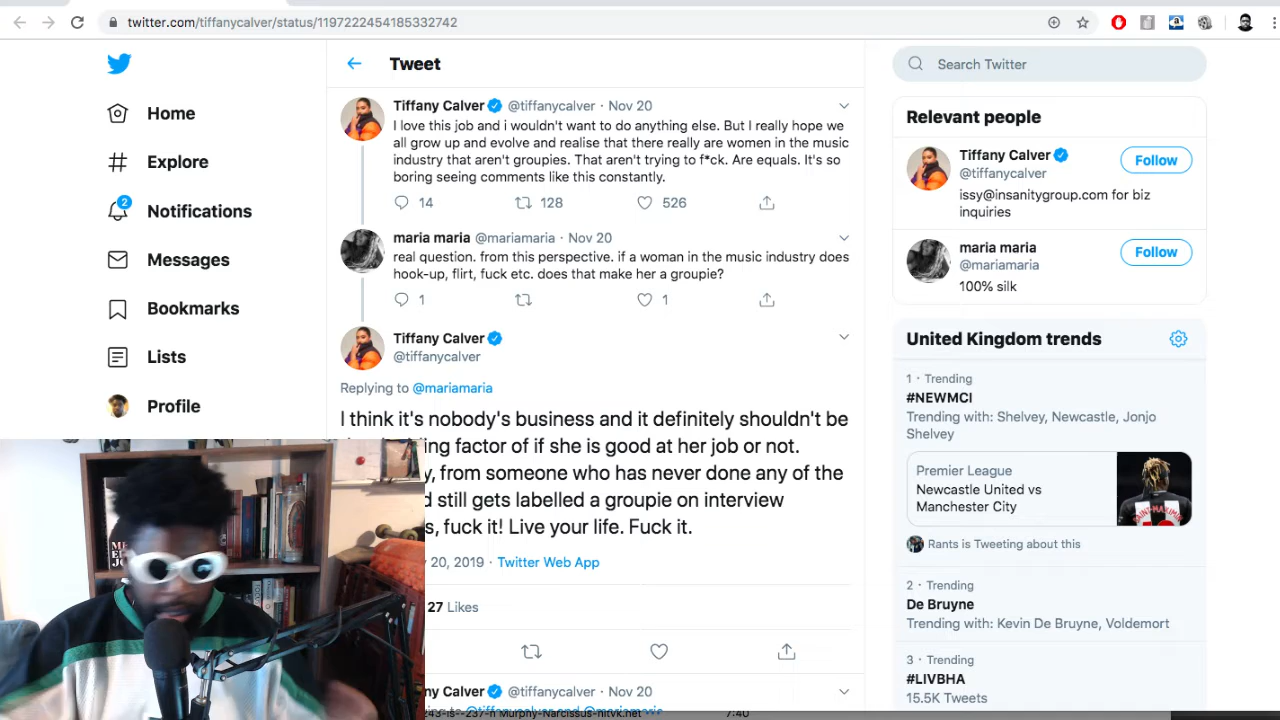 twitter.com/tiffanycalver/status/1197222454185332742
Home
Explore
2
Notifications
Messages
Bookmarks
Lists
Profile
Tweet
Tiffany Calver @tiffanycalver · Nov 20
I love this job and i wouldn't want to do anything else. But I really hope we
all grow up and evolve and realise that there really are women in the music
industry that aren't groupies. That aren't trying to f*ck. Are equals. It's so
boring seeing comments like this constantly.
14 128 526
maria maria @mariamaria · Nov 20
real question. from this perspective. if a woman in the music industry does
hook-up, flirt, fuck etc. does that make her a groupie?
1 1
Tiffany Calver
@tiffanycalver
Replying to @mariamaria
I think it's nobody's business and it definitely shouldn't be
factor of if she is good at her job or not.
from someone who has never done any of the
still gets labelled a groupie on interview
fuck it! Live your life. Fuck it.
20, 2019 · Twitter Web App
27 Likes
Calver @tiffanycalver · Nov 20
@tiffanycalver and @mariamaria
Murphy-Narcissus-hitvk.net 7:40
Search Twitter
Relevant people
Tiffany Calver
@tiffanycalver
Follow
issy@insanitygroup.com for biz
inquiries
maria maria
@mariamaria
Follow
100% silk
United Kingdom trends
1 · Trending
#NEWMCI
Trending with: Shelvey, Newcastle, Jonjo
Shelvey
Premier League
Newcastle United vs
Manchester City
Rants is Tweeting about this
2 · Trending
De Bruyne
Trending with: Kevin De Bruyne, Voldemort
3 · Trending
#LIVBHA
15.5K Tweets